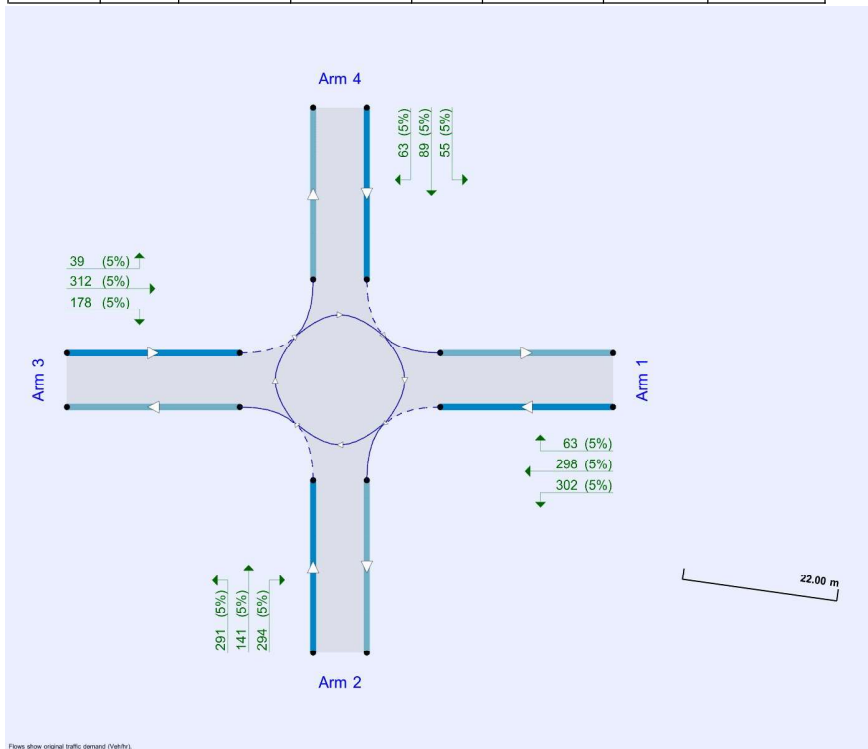 Arm 4
63 (5%)
89 (5%)
55 (5%)
39 (5%)
312 (5%)
178 (5%)
Arm 3
Arm 1
63 (5%)
298 (5%)
302 (5%)
22.00 m
291 (5%)
141 (5%)
294 (5%)
Arm 2
Flows show original traffic demand (Veh/hr).